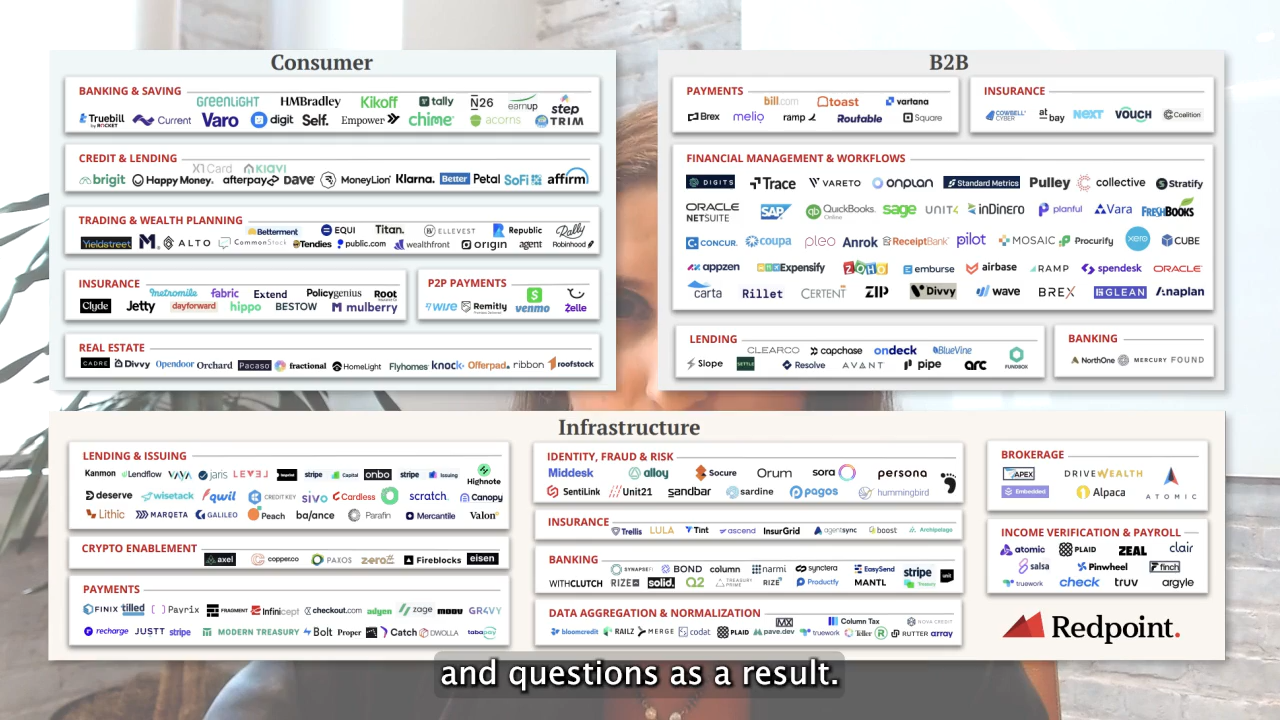 Consumer
BANKING & SAVING
GREENLIGHT HMBradley Kikoff tally N26 earnup step
Truebill by ROCKET Current Varo digit Self. Empower chime acorns TRIM
CREDIT & LENDING
X1 Card KIAVI
brigit Happy Money. afterpay DAVE MoneyLion Klarna. Better Petal SoFi affirm
TRADING & WEALTH PLANNING
Betterment EQUI Titan. ELLEVEST Republic Rally
Yieldstreet M ALTO CommonStock Tendies public.com wealthfront origin agent Robinhood
INSURANCE
metromile fabric Extend Policygenius Root
Clyde Jetty dayforward hippo BESTOW mulberry
P2P PAYMENTS
wise Remitly venmo Zelle
REAL ESTATE
CADRE Divvy Opendoor Orchard Pacaso fractional HomeLight Flyhomes knock Offerpad. ribbon roofstock
B2B
PAYMENTS
bill.com toast vartana
Brex melio ramp Routable Square
INSURANCE
COWBELL CYBER at bay NEXT VOUCH Coalition
FINANCIAL MANAGEMENT & WORKFLOWS
DIGITS Trace VARETO onplan Standard Metrics Pulley collective Stratify
ORACLE NETSUITE SAP QuickBooks Online sage UNIT4 inDinero planful Vara FRESHBOOKS
CONCUR. coupa pleo Anrok ReceiptBank pilot MOSAIC Procurify xero CUBE
appzen Expensify ZOHO emburse airbase RAMP spendesk ORACLE
carta Rillet CERTENT ZIP Divvy wave BREX GLEAN Anaplan
LENDING
CLEARCO capchase ondeck BlueVine
Slope SETTLE Resolve AVANT pipe arc FUNDBOX
BANKING
NorthOne MERCURY FOUND
Infrastructure
LENDING & ISSUING
Kanmon Lendflow VAYA jaris LEVEL imprint stripe Capital onbo stripe Issuing Highnote
deserve wisetack qwil CREDIT KEY sivo Cardless scratch. Canopy
Lithic MARQETA GALILEO Peach ba/ance Parafin Mercantile Valon
CRYPTO ENABLEMENT
axel copper.co PAXOS zero Fireblocks eisen
PAYMENTS
FINIX tilled Payrix FRAGMENT Infinicept checkout.com adyen zage moov GR4VY
recharge JUSTT stripe MODERN TREASURY Bolt Proper Catch DWOLLA tabapay
IDENTITY, FRAUD & RISK
Middesk alloy Socure Orum sora persona
SentiLink Unit21 sandbar sardine pagos hummingbird
INSURANCE
Trellis LULA Tint ascend InsurGrid agentsync boost Archipelago
BANKING
SYNAPSEFI BOND column narmi synctera EasySend stripe Treasury unit
WITHCLUTCH RIZE solid. Q2 TREASURY PRIME RIZE Productfy MANTL
DATA AGGREGATION & NORMALIZATION
MX Column Tax NOVA CREDIT
bloomcredit RAILZ MERGE codat PLAID pave.dev truework Teller RUTTER array
BROKERAGE
APEX DRIVEWEALTH
Embedded Alpaca ATOMIC
INCOME VERIFICATION & PAYROLL
atomic PLAID ZEAL clair
salsa Pinwheel finch
truework check truv argyle
Redpoint.
and questions as a result.